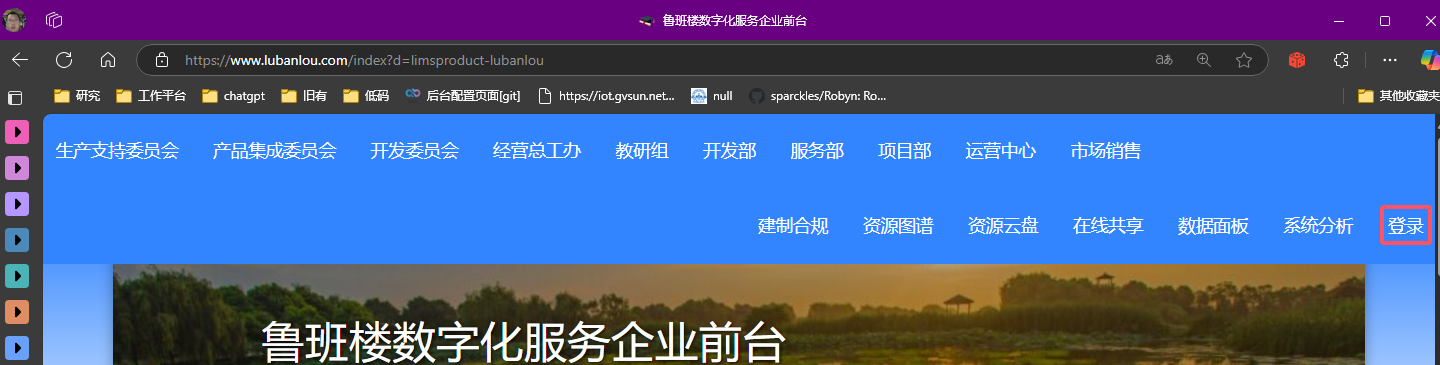 鲁班楼数字化服务企业前台
https://www.lubanlou.com/index?d=limsproduct-lubanlou
研究 工作平台 chatgpt 旧有 低码 后台配置页面[git] https://iot.gvsun.net... null sparckles/Robyn: Ro... 其他收藏夹
生产支持委员会 产品集成委员会 开发委员会 经营总工办 教研组 开发部 服务部 项目部 运营中心 市场销售
建制合规 资源图谱 资源云盘 在线共享 数据面板 系统分析 登录
鲁班楼数字化服务企业前台